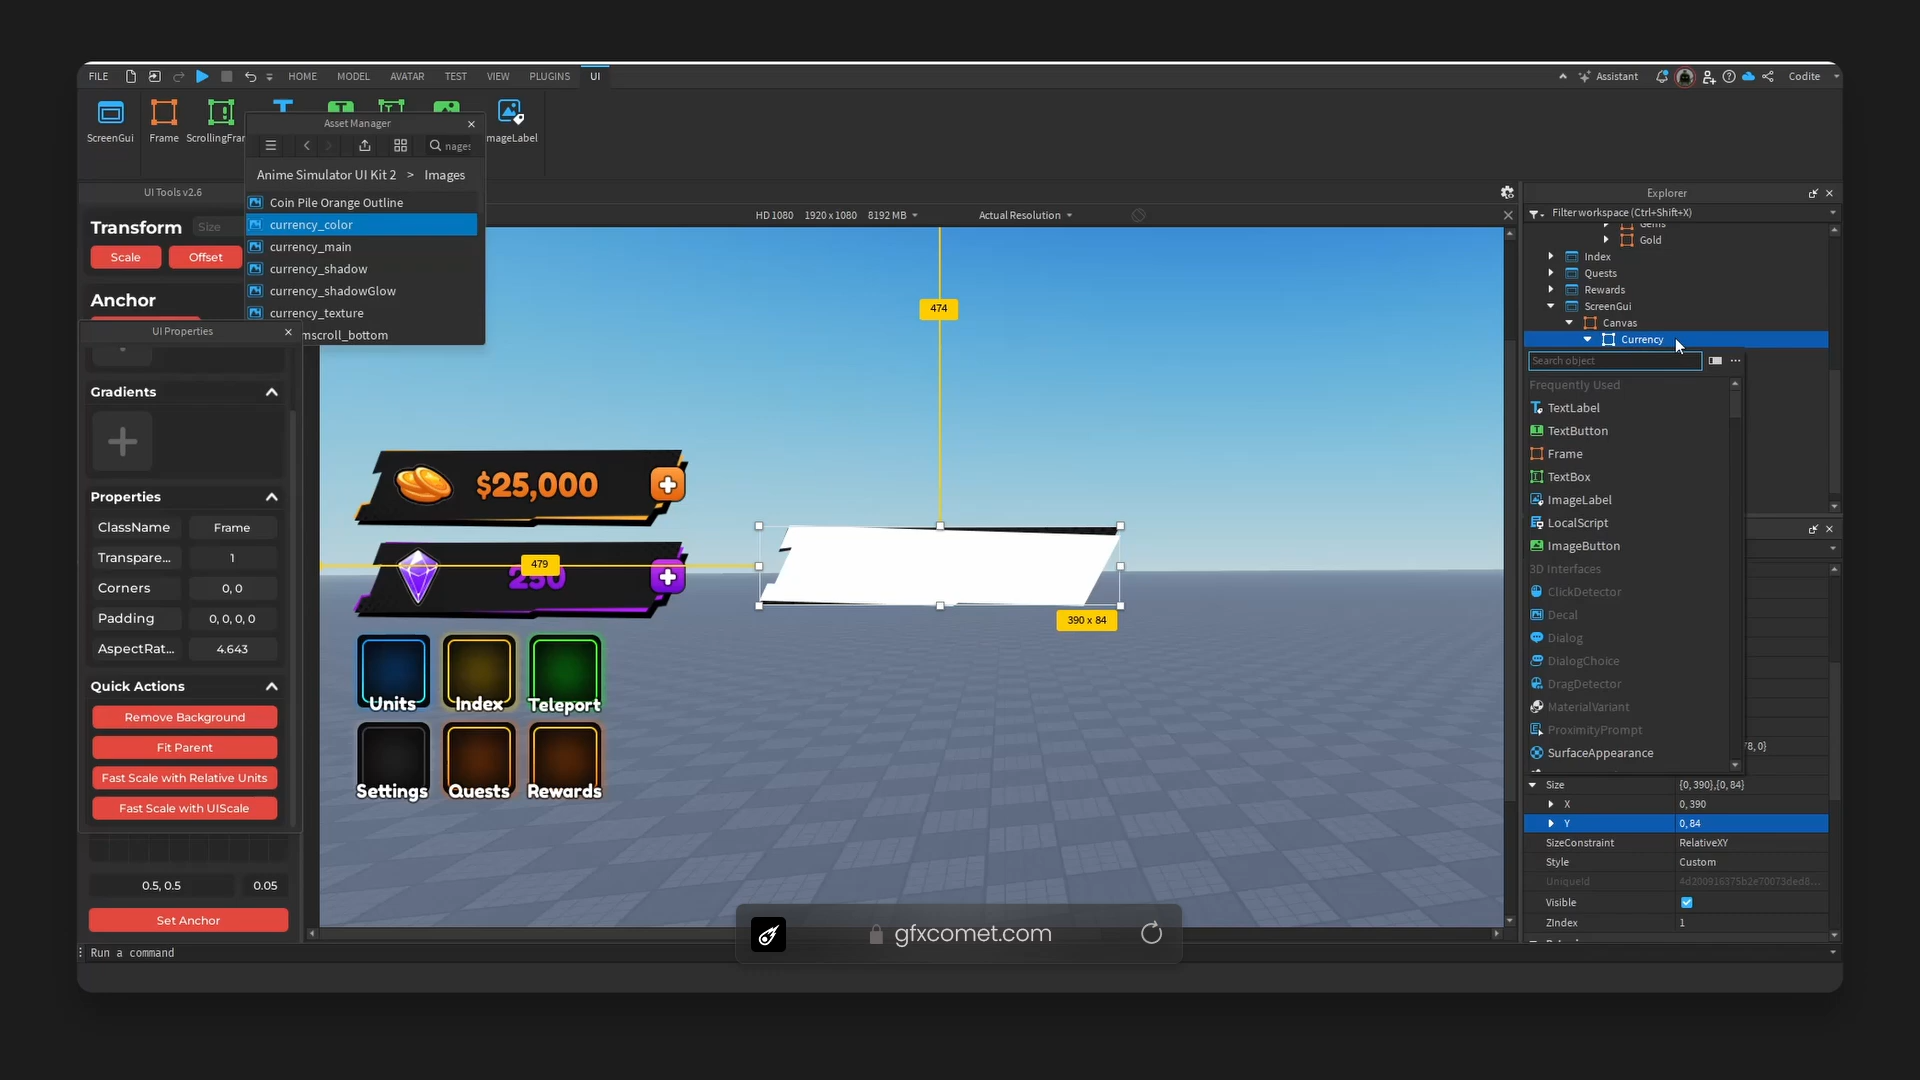 FILE
HOME
MODEL
AVATAR
TEST
VIEW
PLUGINS
UI
Assistant
Codite
ScreenGui
Frame
ScrollingFrar
mageLabel
Asset Manager
nages
Anime Simulator UI Kit 2 > Images
Coin Pile Orange Outline
currency_color
currency_main
currency_shadow
currency_shadowGlow
currency_texture
mscroll_bottom
UI Tools v2.6
Transform
Size
Scale
Offset
Anchor
UI Properties
Gradients
Properties
ClassName
Frame
Transpare...
1
Corners
0, 0
Padding
0, 0, 0, 0
AspectRat...
4.643
Quick Actions
Remove Background
Fit Parent
Fast Scale with Relative Units
Fast Scale with UIScale
0.5, 0.5
0.05
Set Anchor
Run a command
HD 1080
1920 x 1080
8192 MB
Actual Resolution
474
$25,000
250
479
390 x 84
Units
Index
Teleport
Settings
Quests
Rewards
gfxcomet.com
Explorer
Filter workspace (Ctrl+Shift+X)
Gems
Gold
Index
Quests
Rewards
ScreenGui
Canvas
Currency
Search object
Frequently Used
TextLabel
TextButton
Frame
TextBox
ImageLabel
LocalScript
ImageButton
3D Interfaces
ClickDetector
Decal
Dialog
DialogChoice
DragDetector
MaterialVariant
ProximityPrompt
SurfaceAppearance
78, 0}
Size
{0, 390},{0, 84}
X
0, 390
Y
0, 84
SizeConstraint
RelativeXY
Style
Custom
UniqueId
4d200916375b2e70073ded8...
Visible
ZIndex
1